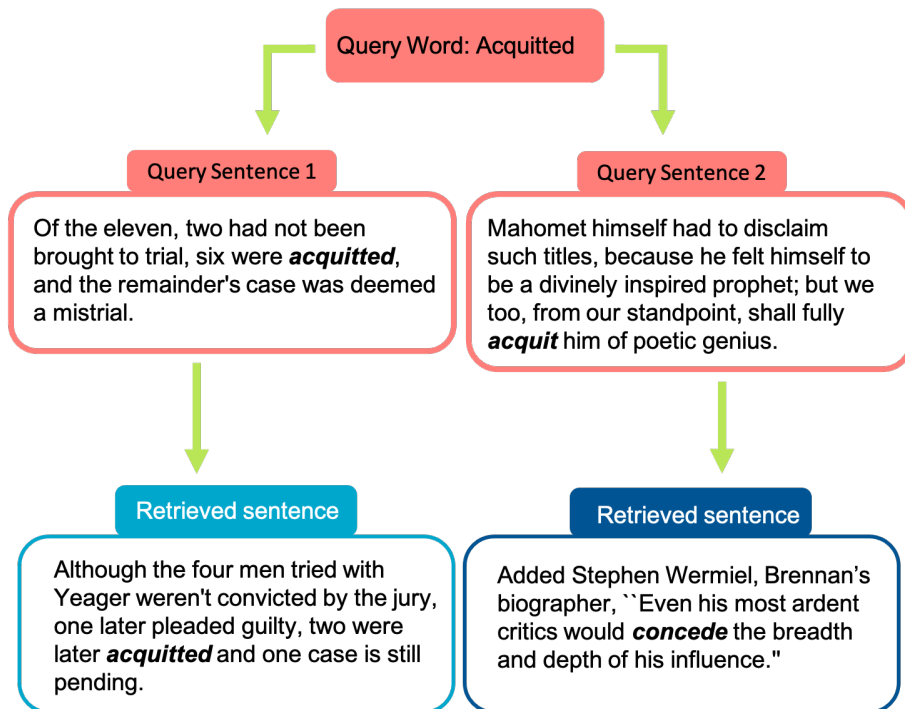 Query Word: Acquitted
Query Sentence 1
Of the eleven, two had not been
brought to trial, six were acquitted,
and the remainder's case was deemed
a mistrial.
Query Sentence 2
Mahomet himself had to disclaim
such titles, because he felt himself to
be a divinely inspired prophet; but we
too, from our standpoint, shall fully
acquit him of poetic genius.
Retrieved sentence
Although the four men tried with
Yeager weren't convicted by the jury,
one later pleaded guilty, two were
later acquitted and one case is still
pending.
Retrieved sentence
Added Stephen Wermiel, Brennan’s
biographer, ``Even his most ardent
critics would concede the breadth
and depth of his influence."